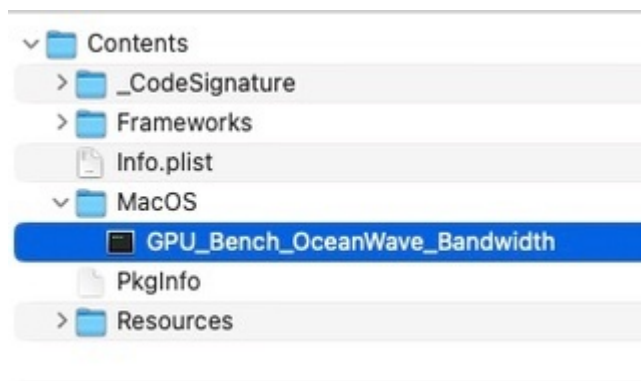 Contents
_CodeSignature
Frameworks
Info.plist
MacOS
GPU_Bench_OceanWave_Bandwidth
PkgInfo
Resources